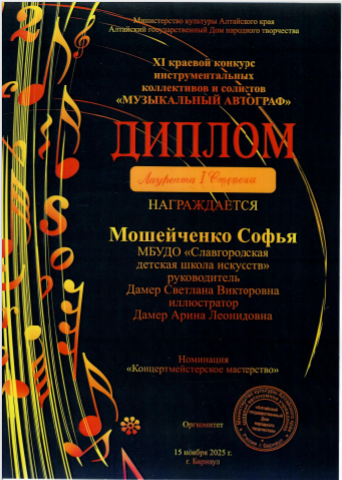 Министерство культуры Алтайского края
Алтайский государственный Дом народного творчества
XI краевой конкурс
инструментальных
коллективов и солистов
«МУЗЫКАЛЬНЫЙ АВТОГРАФ»
ДИПЛОМ
Лауреата I Степени
НАГРАЖДАЕТСЯ
Мошейченко Софья
МБУДО «Славгородская
детская школа искусств»
руководитель
Дамер Светлана Викторовна
иллюстратор
Дамер Арина Леонидовна
Номинация
«Концертмейстерское мастерство»
Оргкомитет
15 ноября 2025 г.
г. Барнаул